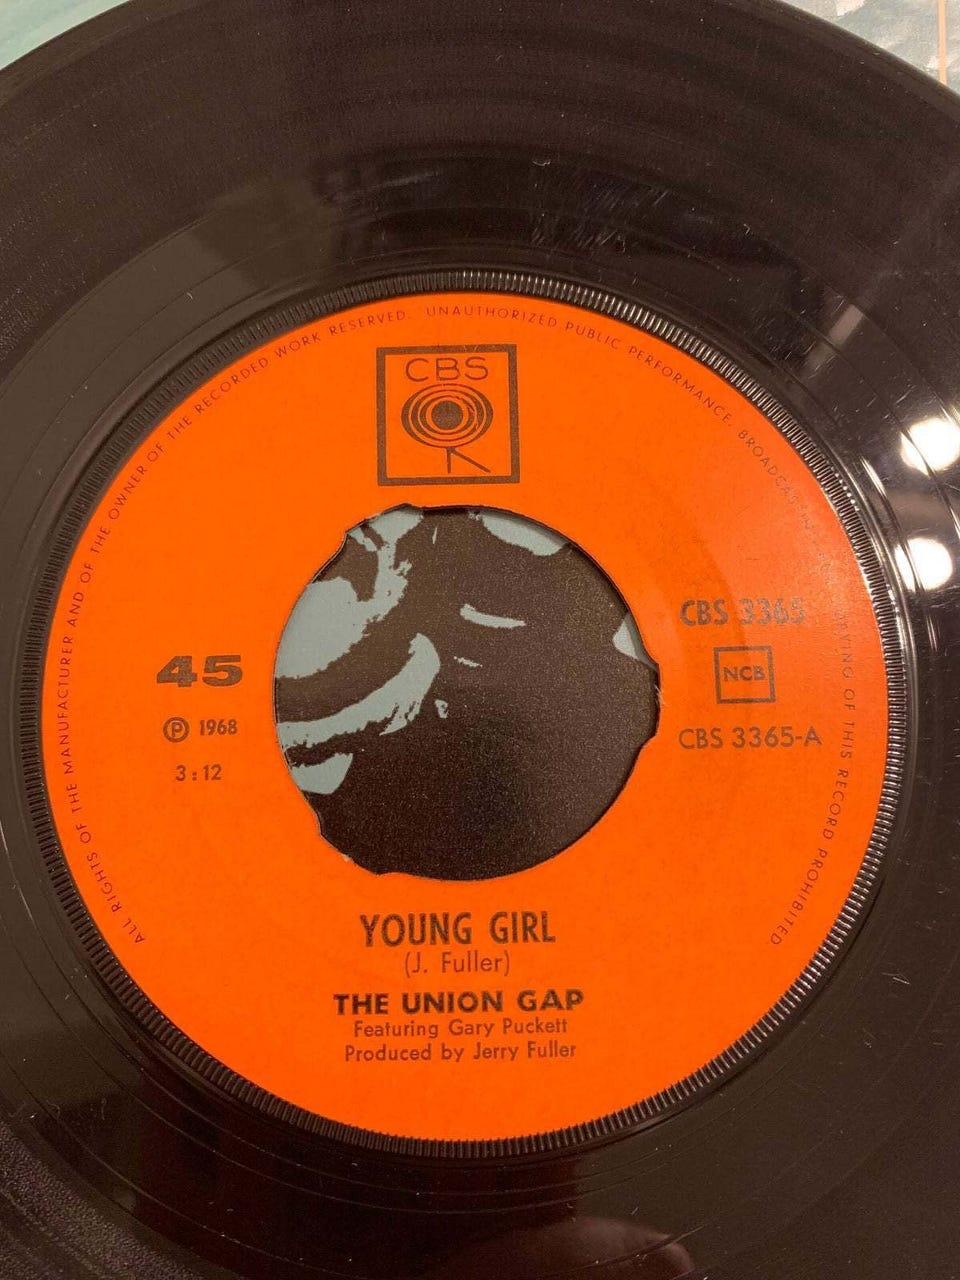 ALL RIGHTS OF THE MANUFACTURER AND OF THE OWNER OF THE RECORDED WORK RESERVED. UNAUTHORIZED PUBLIC PERFORMANCE, BROADCASTING OF THIS RECORD PROHIBITED.
CBS
45
℗ 1968
3:12
CBS 3365
NCB
CBS 3365-A
YOUNG GIRL
(J. Fuller)
THE UNION GAP
Featuring Gary Puckett
Produced by Jerry Fuller